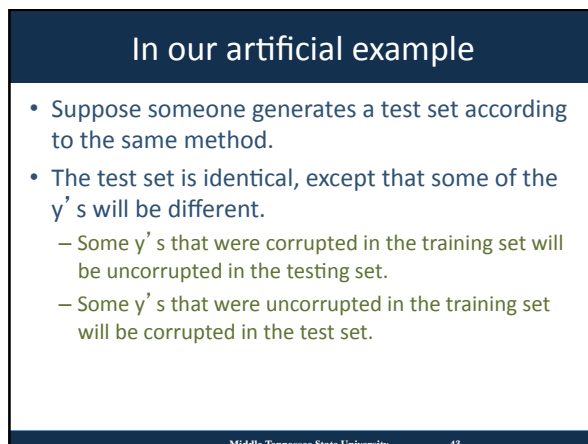 In our artificial example
• Suppose someone generates a test set according
to the same method.
• The test set is identical, except that some of the
y’s will be different.
– Some y’s that were corrupted in the training set will
be uncorrupted in the testing set.
– Some y’s that were uncorrupted in the training set
will be corrupted in the test set.
Middle Tennessee State University 43